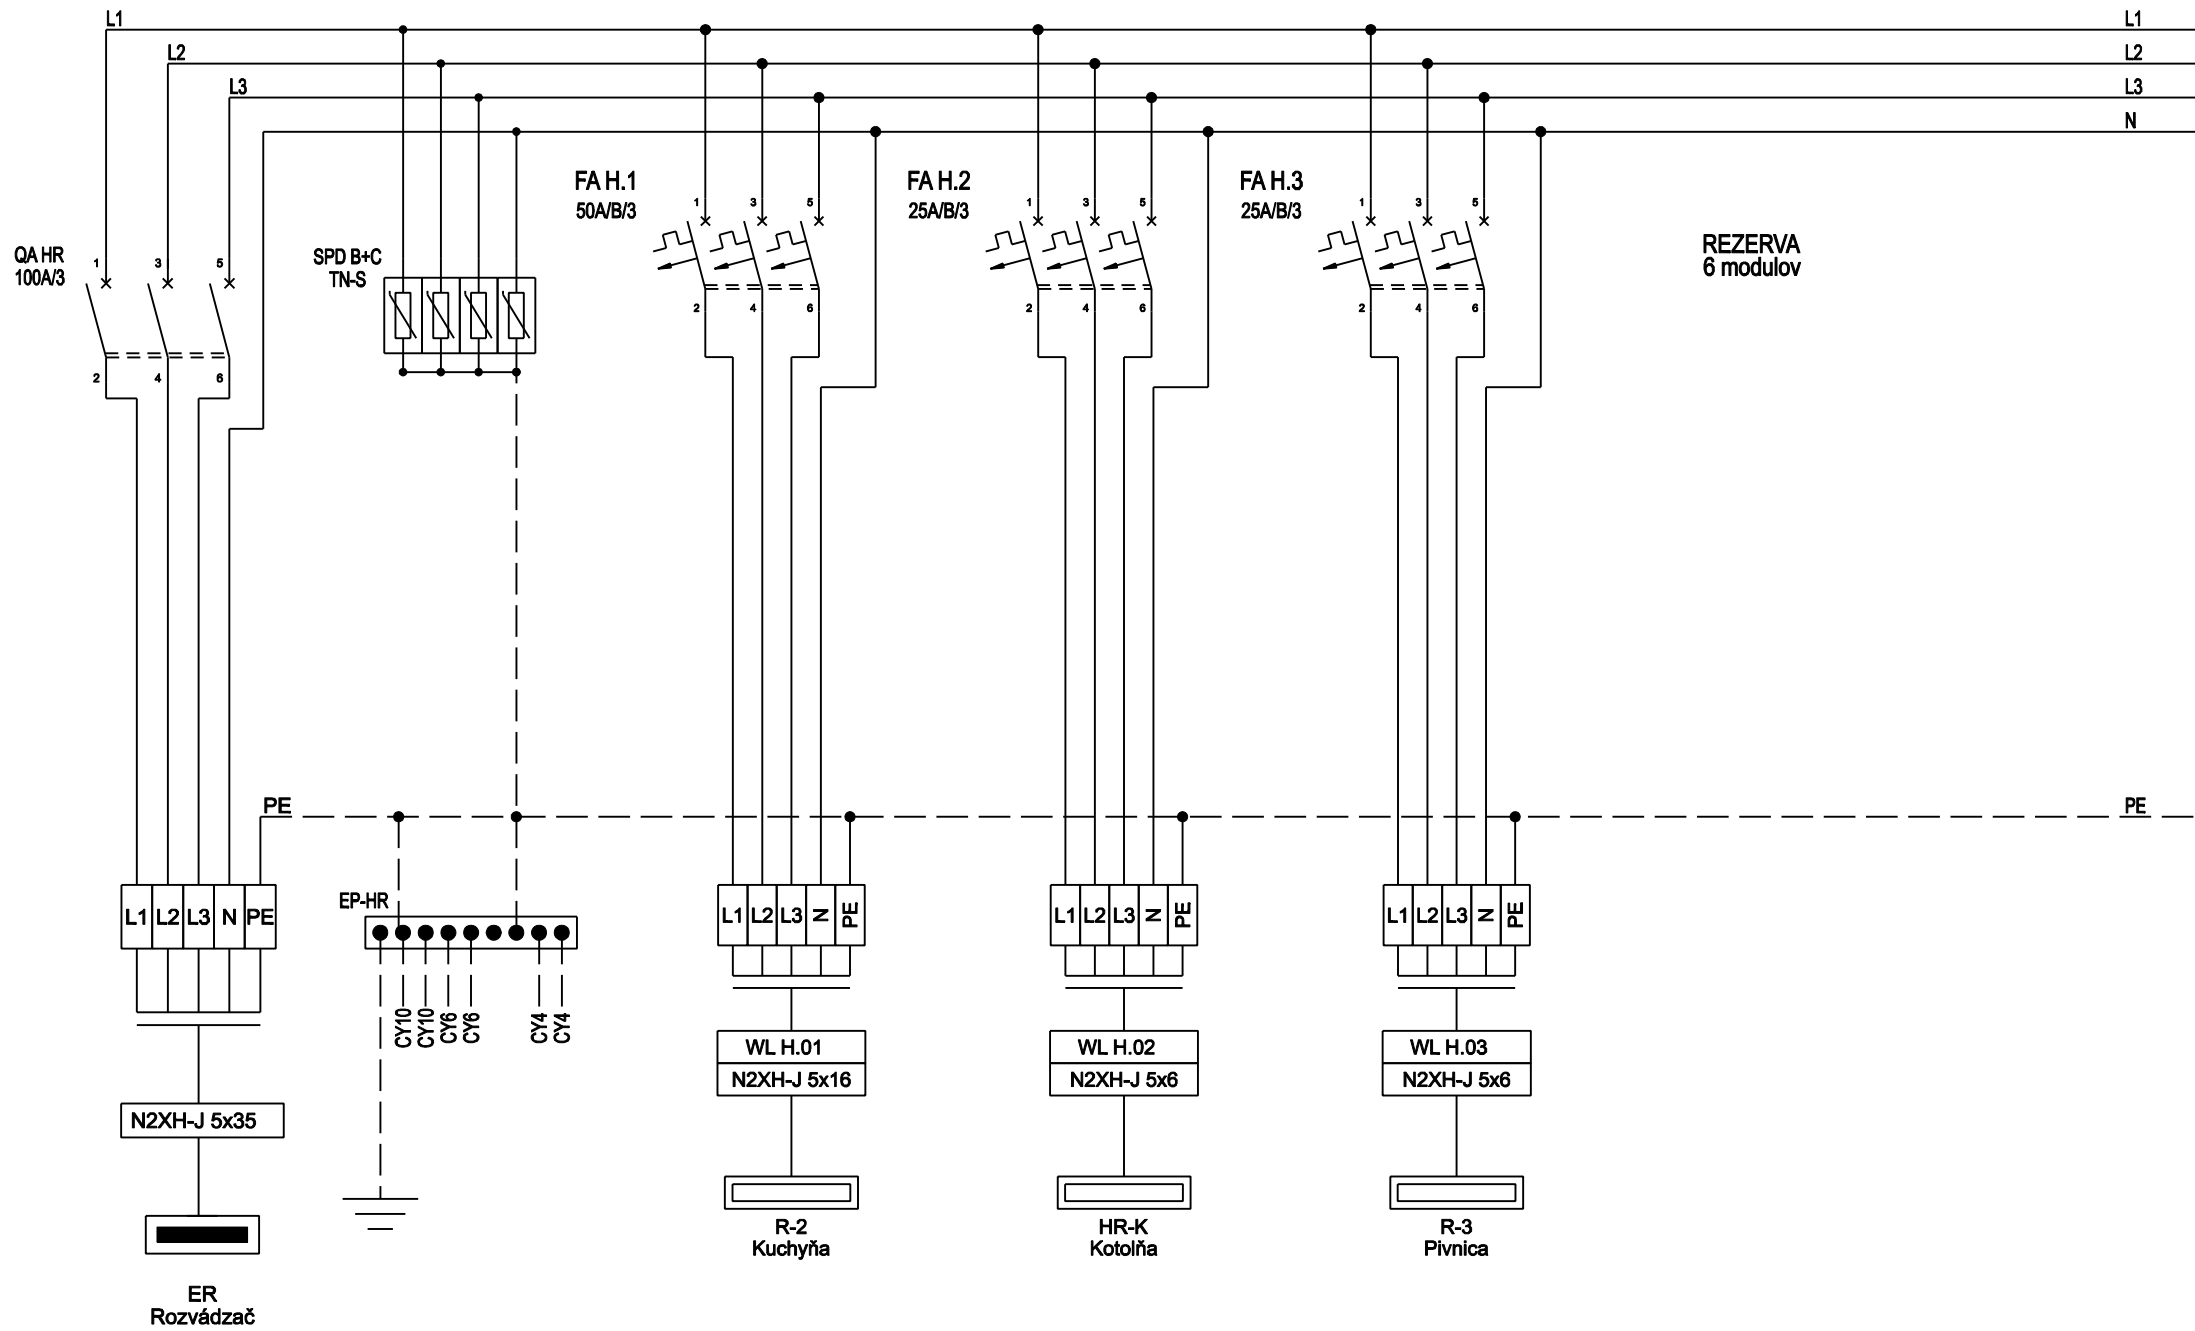 L1
L1
L2
L2
L3
L3
N
FA H.1
50A/B/3
FA H.2
25A/B/3
FA H.3
25A/B/3
1 3 5
1 3 5
1 3 5
REZERVA
6 modulov
QA HR
100A/3
1 3 5
SPD B+C
TN-S
2 4 6
2 4 6
2 4 6
2 4 6
PE
PE
EP-HR
L1 L2 L3 N PE
L1 L2 L3 N PE
L1 L2 L3 N PE
L1 L2 L3 N PE
CY10
CY10
CY6
CY6
CY4
CY4
WL H.01
N2XH-J 5x16
WL H.02
N2XH-J 5x6
WL H.03
N2XH-J 5x6
N2XH-J 5x35
R-2
Kuchyňa
HR-K
Kotolňa
R-3
Pivnica
ER
Rozvádzač